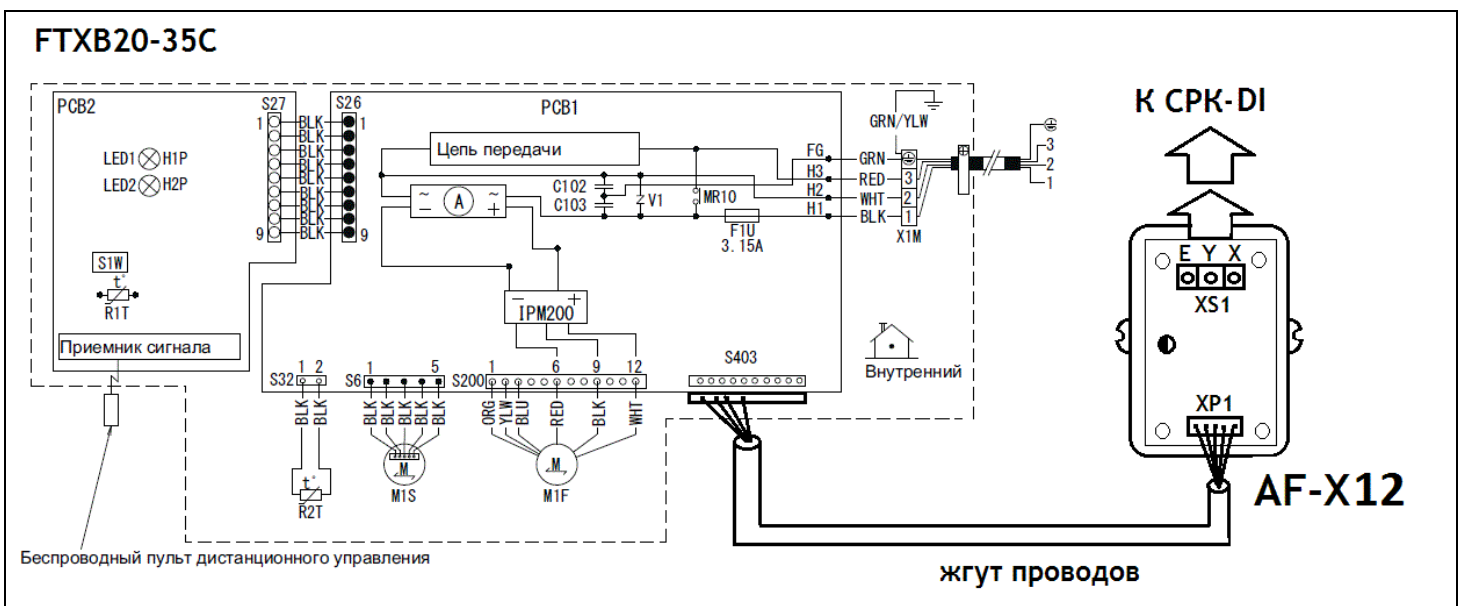 FTXB20-35C
PCB2
S27
S26
PCB1
1
BLK
1
BLK
BLK
BLK
BLK
BLK
BLK
BLK
9
BLK
9
LED1 H1P
LED2 H2P
S1W
t°
R1T
Приемник сигнала
Цепь передачи
~ ~
A
- +
C102
C103
V1
MR10
F1U
3.15A
FG
H3
H2
H1
GRN/YLW
GRN
RED 3
WHT 2
BLK 1
X1M
3
2
1
- +
IPM200
Внутренний
S32 1 2
BLK
BLK
t°
R2T
S6 1 5
BLK
BLK
BLK
BLK
BLK
M
M1S
S200 1 6 9 12
ORG
YLW
BLU
RED
BLK
WHT
M
M1F
S403
Беспроводный пульт дистанционного управления
жгут проводов
К СРК-DI
E Y X
XS1
XP1
AF-X12